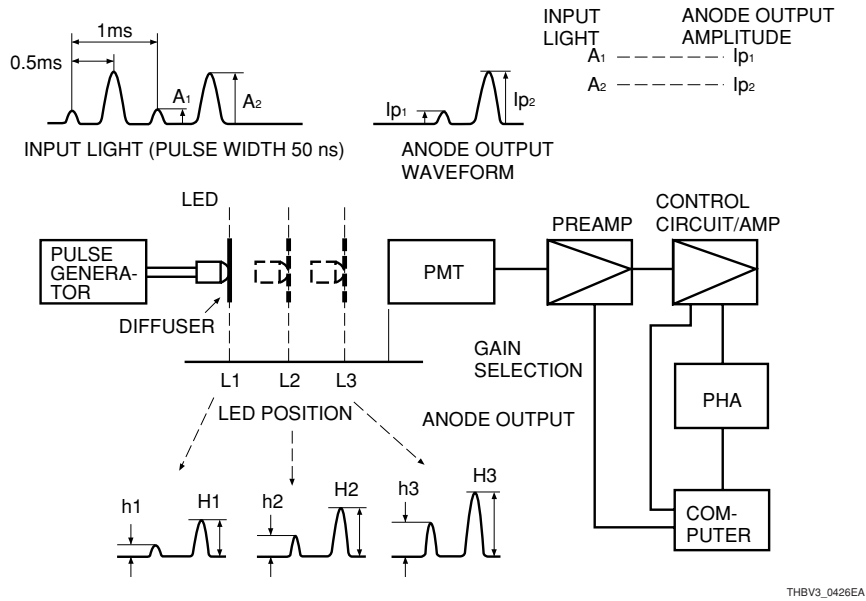 1ms
0.5ms
A1
A2
INPUT LIGHT (PULSE WIDTH 50 ns)
Ip1
Ip2
ANODE OUTPUT
WAVEFORM
INPUT
LIGHT
ANODE OUTPUT
AMPLITUDE
A1 Ip1
A2 Ip2
LED
PULSE
GENERA-
TOR
DIFFUSER
PMT
PREAMP
CONTROL
CIRCUIT/AMP
GAIN
SELECTION
PHA
COM-
PUTER
L1 L2 L3
LED POSITION
ANODE OUTPUT
h1 H1
h2 H2
h3 H3
THBV3_0426EA